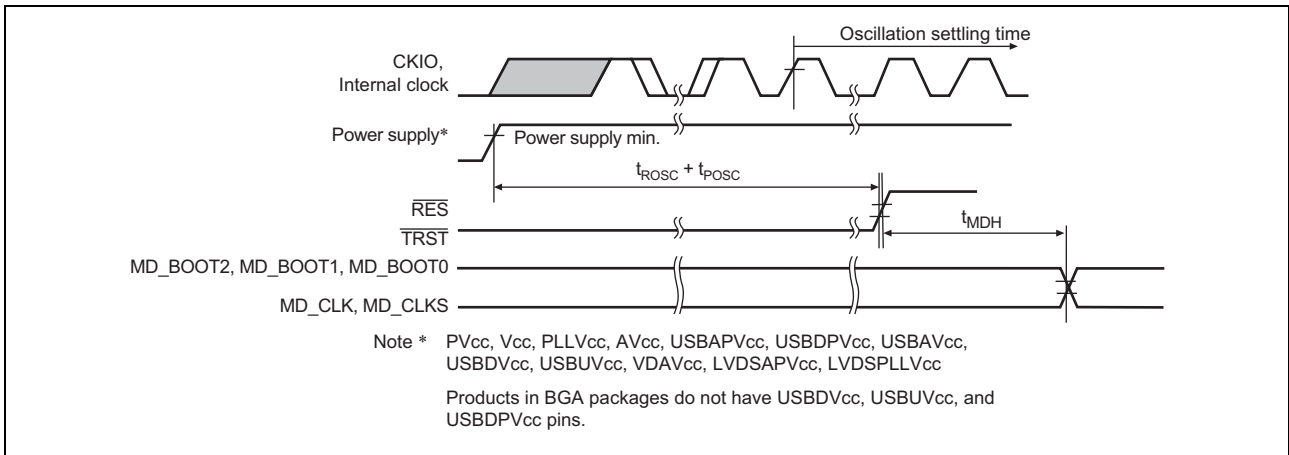 Oscillation settling time
CKIO,
Internal clock
Power supply*
Power supply min.
tROSC + tPOSC
RES
tMDH
TRST
MD_BOOT2, MD_BOOT1, MD_BOOT0
MD_CLK, MD_CLKS
Note * PVcc, Vcc, PLLVcc, AVcc, USBAPVcc, USBDPVcc, USBAVcc,
USBDVcc, USBUVcc, VDAVcc, LVDSAPVcc, LVDSPLLVcc
Products in BGA packages do not have USBDVcc, USBUVcc, and
USBDPVcc pins.